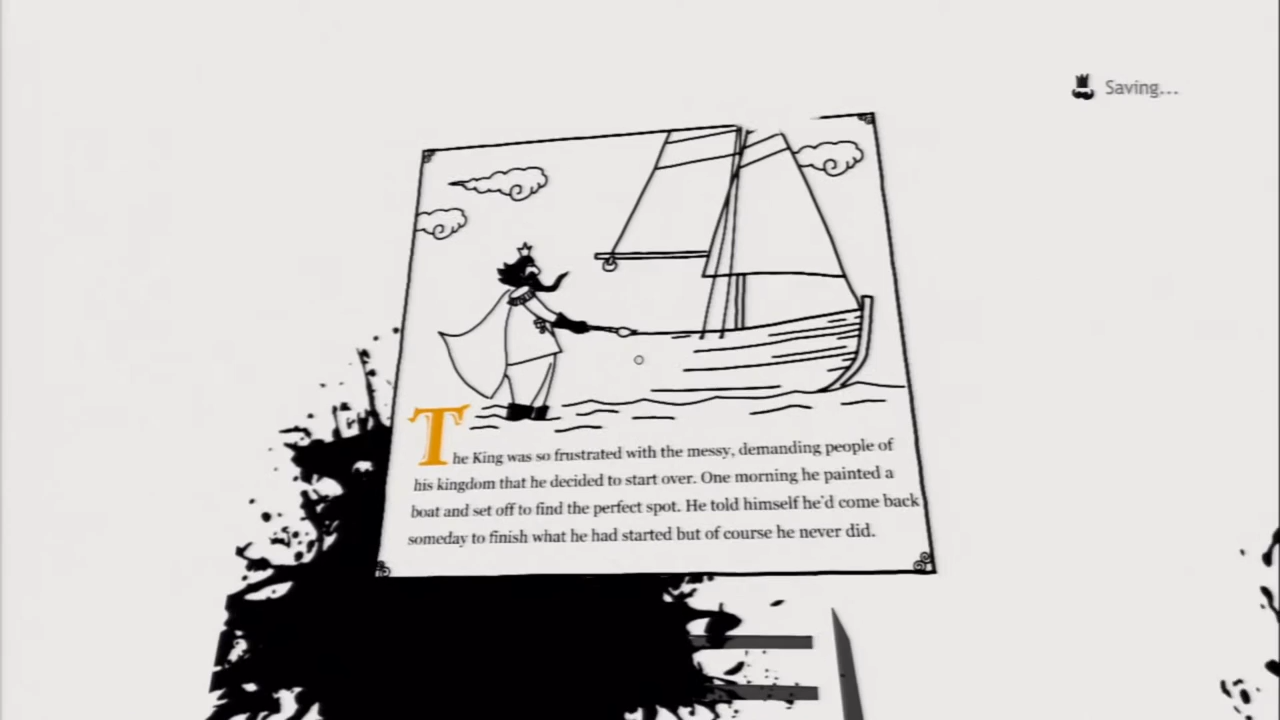 Saving...
The King was so frustrated with the messy, demanding people of
his kingdom that he decided to start over. One morning he painted a
boat and set off to find the perfect spot. He told himself he'd come back
someday to finish what he had started but of course he never did.